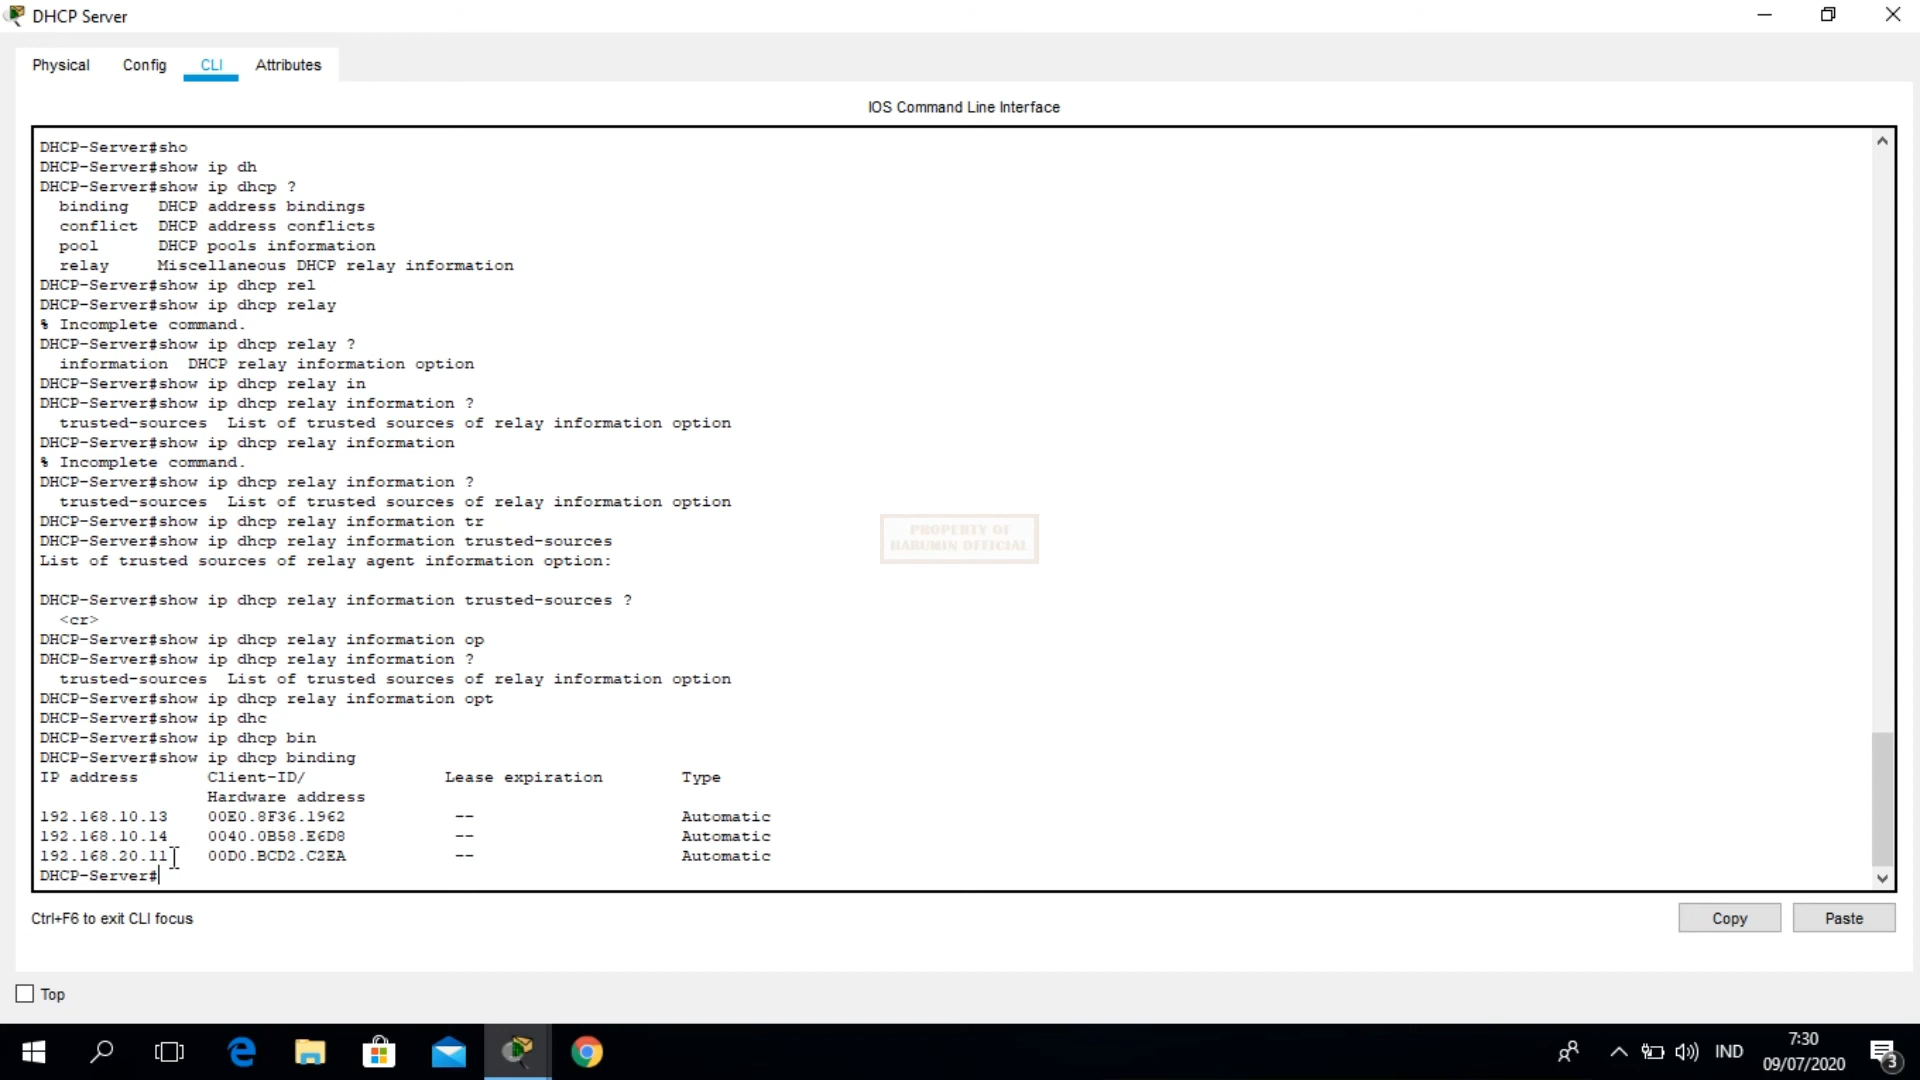 DHCP Server
Physical Config CLI Attributes
IOS Command Line Interface
DHCP-Server#sho
DHCP-Server#show ip dh
DHCP-Server#show ip dhcp ?
binding DHCP address bindings
conflict DHCP address conflicts
pool DHCP pools information
relay Miscellaneous DHCP relay information
DHCP-Server#show ip dhcp rel
DHCP-Server#show ip dhcp relay
% Incomplete command.
DHCP-Server#show ip dhcp relay ?
information DHCP relay information option
DHCP-Server#show ip dhcp relay in
DHCP-Server#show ip dhcp relay information ?
trusted-sources List of trusted sources of relay information option
DHCP-Server#show ip dhcp relay information
% Incomplete command.
DHCP-Server#show ip dhcp relay information ?
trusted-sources List of trusted sources of relay information option
DHCP-Server#show ip dhcp relay information tr
DHCP-Server#show ip dhcp relay information trusted-sources
List of trusted sources of relay agent information option:
DHCP-Server#show ip dhcp relay information trusted-sources ?
<cr>
DHCP-Server#show ip dhcp relay information op
DHCP-Server#show ip dhcp relay information ?
trusted-sources List of trusted sources of relay information option
DHCP-Server#show ip dhcp relay information opt
DHCP-Server#show ip dhc
DHCP-Server#show ip dhcp bin
DHCP-Server#show ip dhcp binding
IP address Client-ID/ Lease expiration Type
Hardware address
192.168.10.13 00E0.8F36.1962 -- Automatic
192.168.10.14 0040.0B58.E6D8 -- Automatic
192.168.20.11 00D0.BCD2.C2EA -- Automatic
DHCP-Server#
PROPERTY OF
HARUMIN OFFICIAL
Ctrl+F6 to exit CLI focus
Copy Paste
Top
IND
7:30
09/07/2020
3